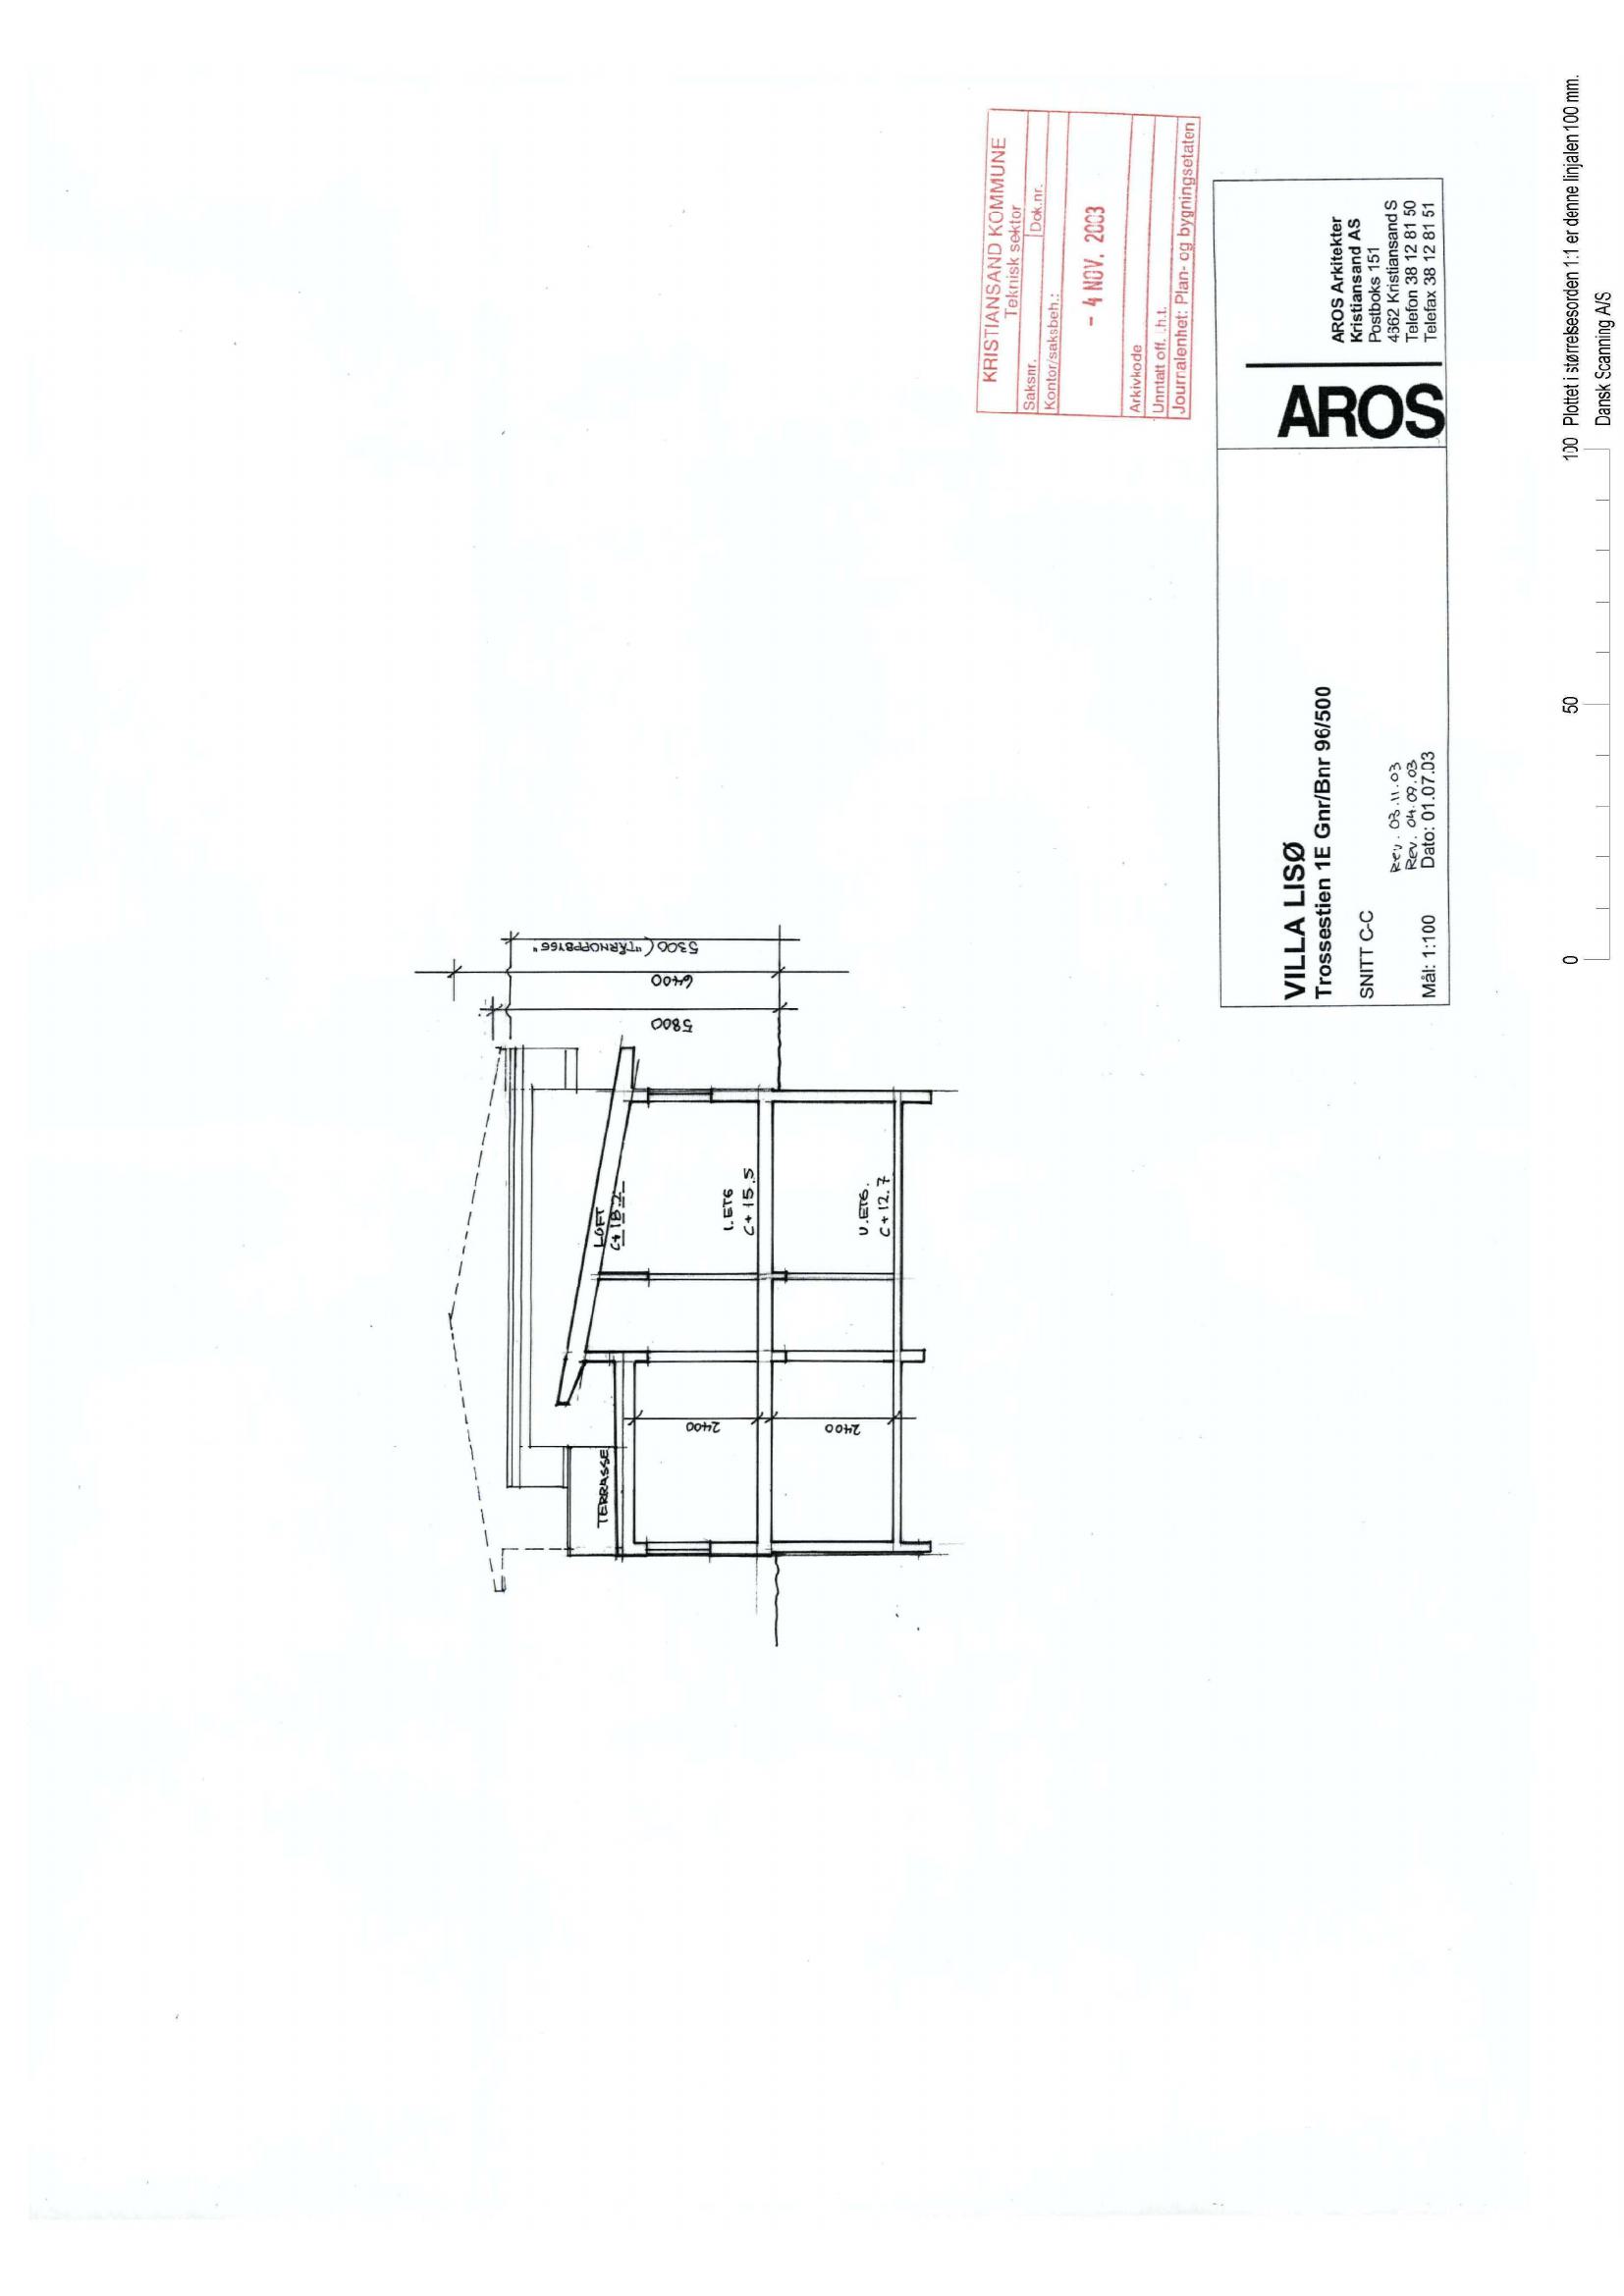 KRISTIANSAND KOMMUNE
Teknisk sektor
Saksnr.
Dok.nr.
Kontor/saksbeh.:
- 4 NOV. 2003
Arkivkode
Unntatt off. .h.t.
Journalenhet: Plan- og bygningsetaten
5300 ("TÅRNOPPBYGG"
6400
5800
LOFT
C+18.2
1. ETG
C+15.5
U. ETG.
C+12.7
TERRASSE
2400
2400
VILLA LISØ
Trossestien 1E Gnr/Bnr 96/500
SNITT C-C
Rev. 03.11.03
Rev. 04.09.03
Mål: 1:100 Dato: 01.07.03
AROS
AROS Arkitekter
Kristiansand AS
Postboks 151
4662 Kristiansand S
Telefon 38 12 81 50
Telefax 38 12 81 51
0 50 100 Plottet i størrelsesorden 1:1 er denne linjalen 100 mm.
Dansk Scanning A/S